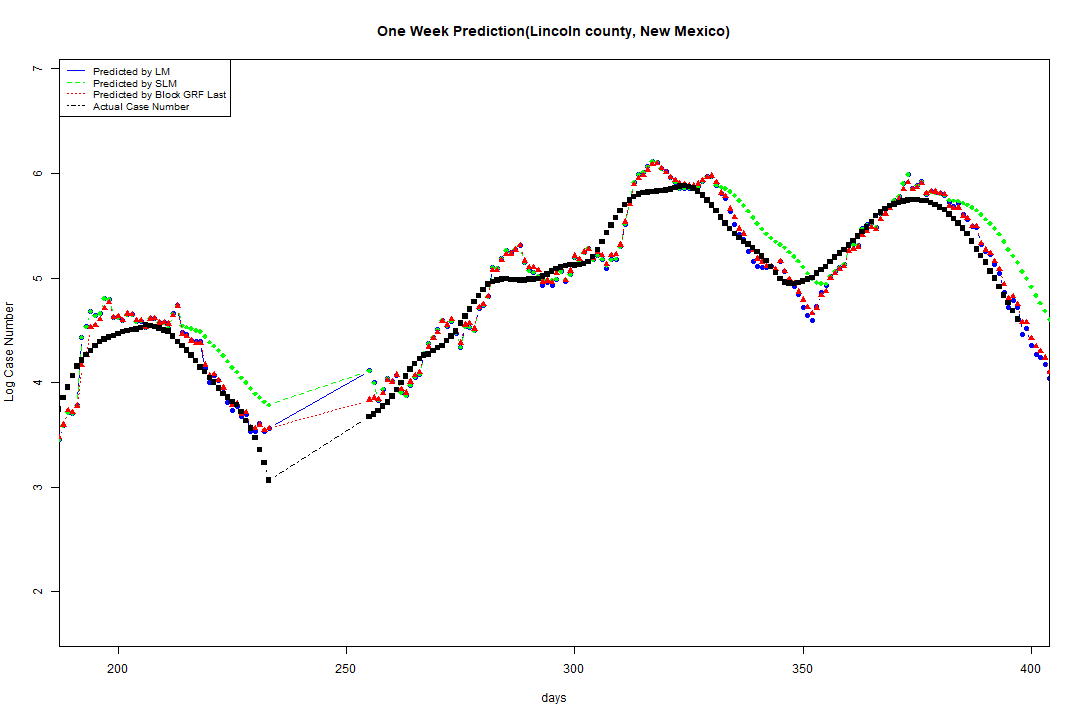 One Week Prediction(Lincoln county, New Mexico)
Predicted by LM
Predicted by SLM
Predicted by Block GRF Last
Actual Case Number
7
6
5
4
3
2
Log Case Number
200 250 300 350 400
days